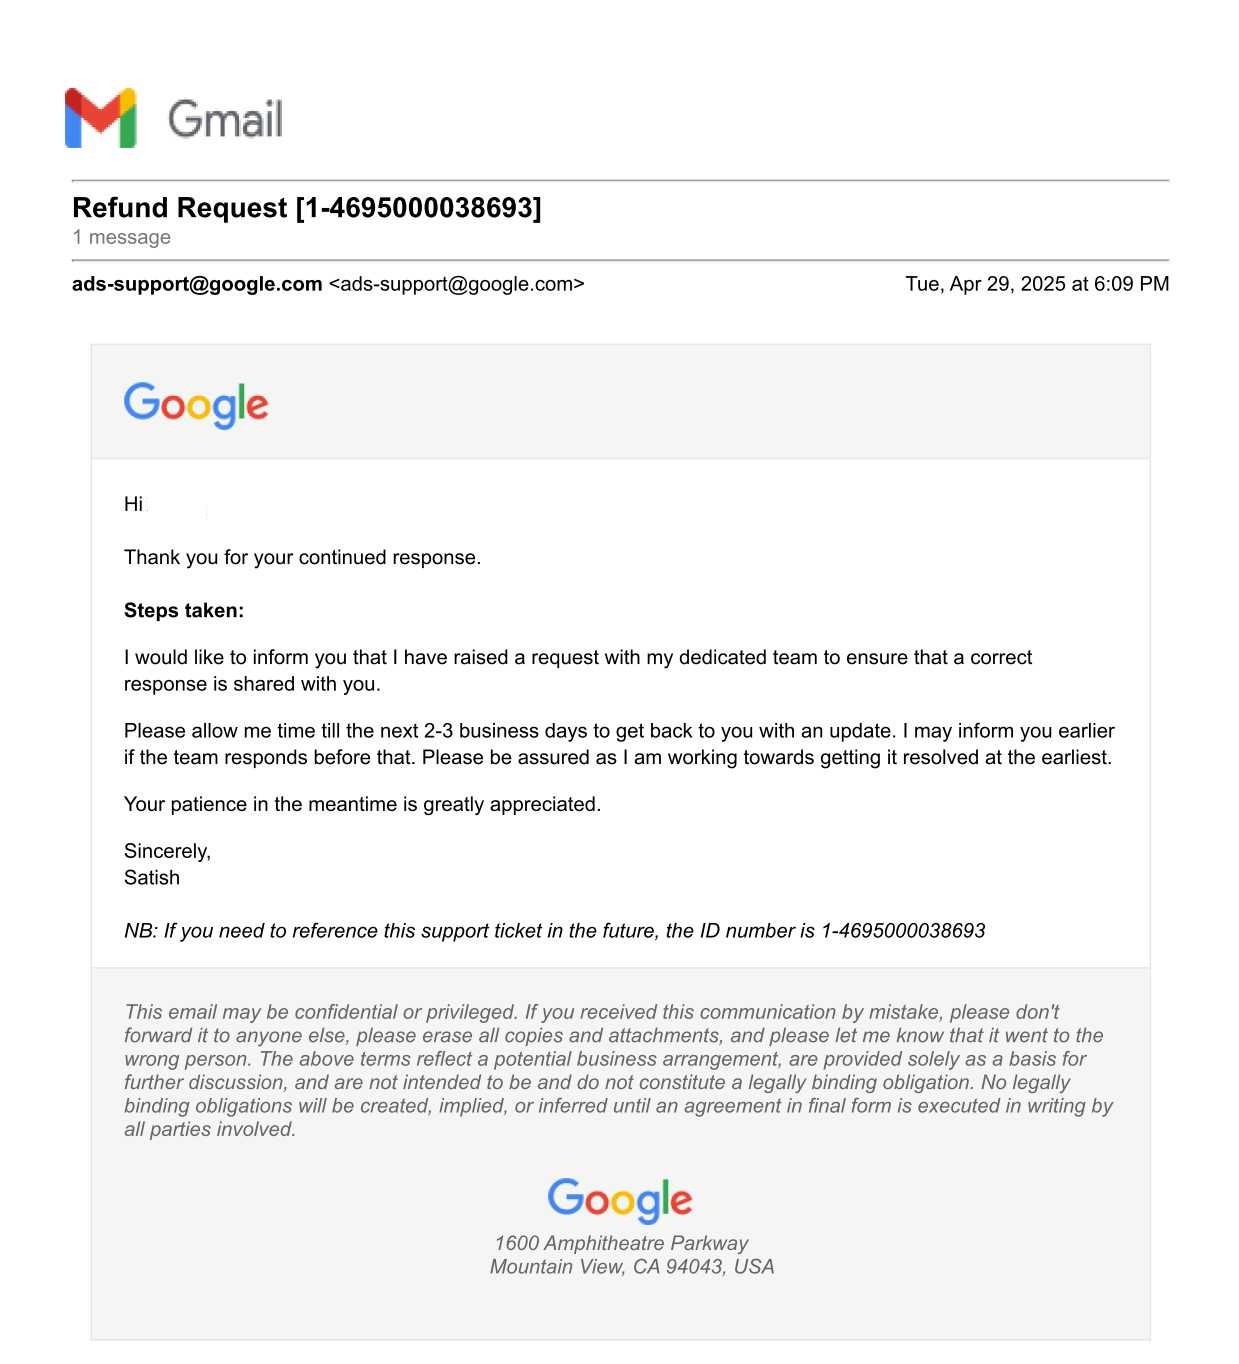 Gmail
Refund Request [1-4695000038693]
1 message
ads-support@google.com <ads-support@google.com> Tue, Apr 29, 2025 at 6:09 PM
Google
Hi
Thank you for your continued response.
Steps taken:
I would like to inform you that I have raised a request with my dedicated team to ensure that a correct
response is shared with you.
Please allow me time till the next 2-3 business days to get back to you with an update. I may inform you earlier
if the team responds before that. Please be assured as I am working towards getting it resolved at the earliest.
Your patience in the meantime is greatly appreciated.
Sincerely,
Satish
NB: If you need to reference this support ticket in the future, the ID number is 1-4695000038693
This email may be confidential or privileged. If you received this communication by mistake, please don't
forward it to anyone else, please erase all copies and attachments, and please let me know that it went to the
wrong person. The above terms reflect a potential business arrangement, are provided solely as a basis for
further discussion, and are not intended to be and do not constitute a legally binding obligation. No legally
binding obligations will be created, implied, or inferred until an agreement in final form is executed in writing by
all parties involved.
Google
1600 Amphitheatre Parkway
Mountain View, CA 94043, USA